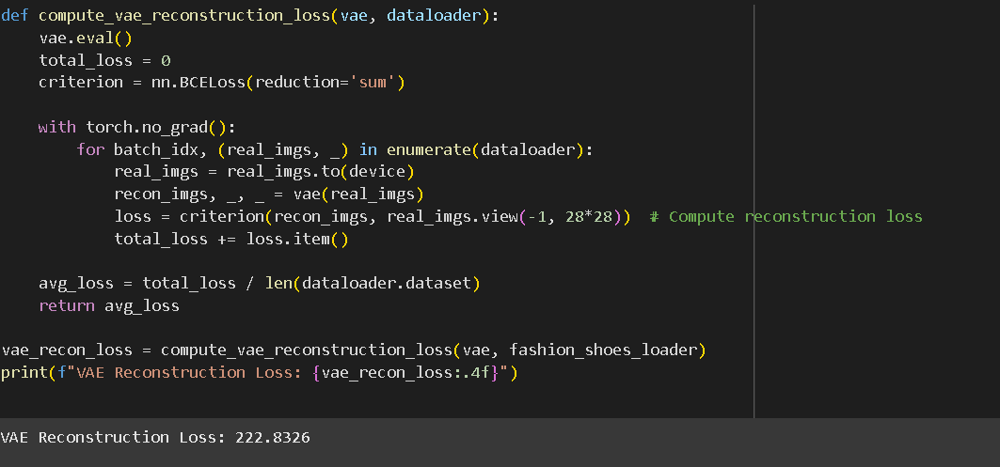 def compute_vae_reconstruction_loss(vae, dataloader):
    vae.eval()
    total_loss = 0
    criterion = nn.BCELoss(reduction='sum')

    with torch.no_grad():
        for batch_idx, (real_imgs, _) in enumerate(dataloader):
            real_imgs = real_imgs.to(device)
            recon_imgs, _, _ = vae(real_imgs)
            loss = criterion(recon_imgs, real_imgs.view(-1, 28*28))  # Compute reconstruction loss
            total_loss += loss.item()

    avg_loss = total_loss / len(dataloader.dataset)
    return avg_loss

vae_recon_loss = compute_vae_reconstruction_loss(vae, fashion_shoes_loader)
print(f"VAE Reconstruction Loss: {vae_recon_loss:.4f}")

VAE Reconstruction Loss: 222.8326